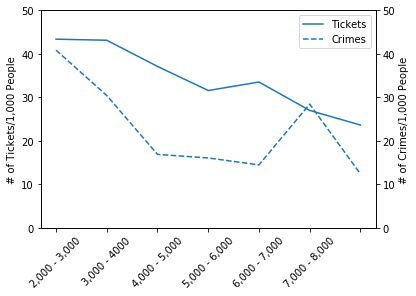 50
40
30
20
10
0
# of Tickets/1,000 People
Tickets
Crimes
50
40
30
20
10
0
# of Crimes/1,000 People
2,000 - 3,000
3,000 - 4000
4,000 - 5,000
5,000 - 6,000
6,000 - 7,000
7,000 - 8,000